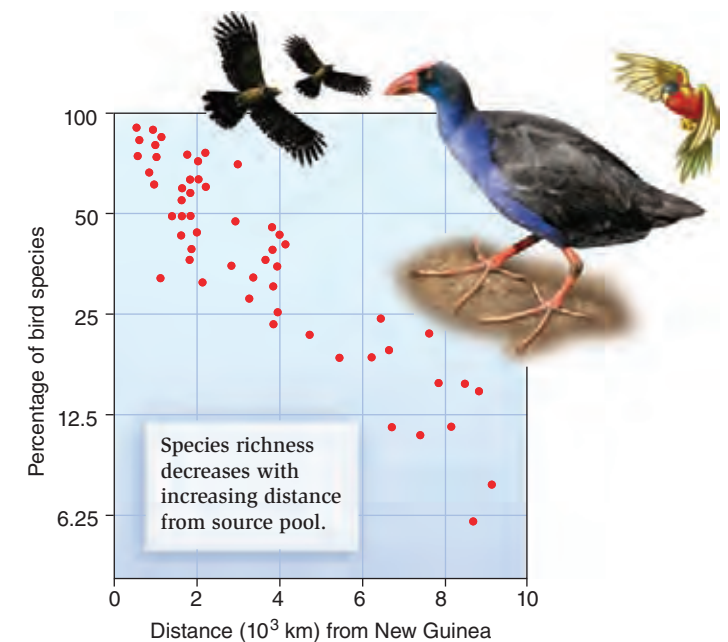 100
50
25
12.5
6.25
Percentage of bird species
Species richness
decreases with
increasing distance
from source pool.
0 2 4 6 8 10
Distance (10³ km) from New Guinea